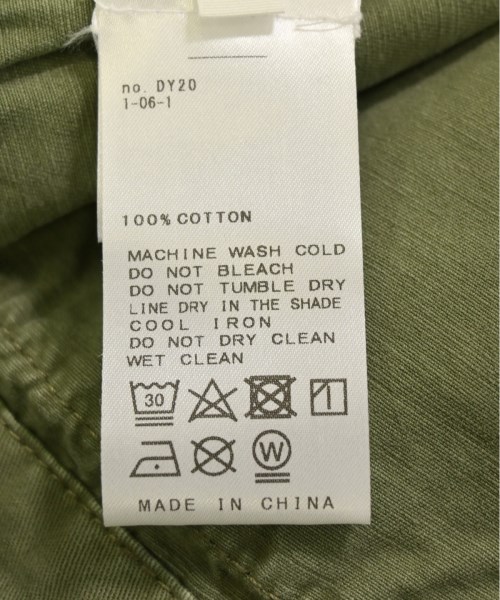 no. DY20
1-06-1
100% COTTON
MACHINE WASH COLD
DO NOT BLEACH
DO NOT TUMBLE DRY
LINE DRY IN THE SHADE
COOL IRON
DO NOT DRY CLEAN
WET CLEAN
30
W
MADE IN CHINA